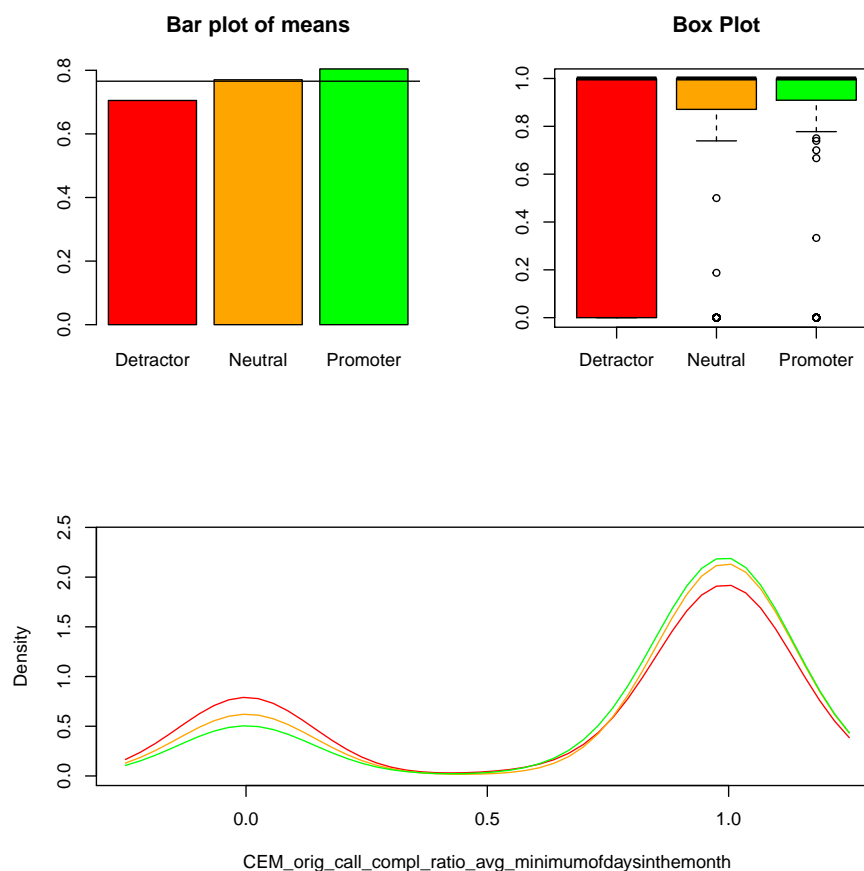 Bar plot of means
0.8
0.6
0.4
0.2
0.0
Detractor Neutral Promoter
Box Plot
1.0
0.8
0.6
0.4
0.2
0.0
Detractor Neutral Promoter
2.5
2.0
1.5
1.0
0.5
0.0
Density
0.0 0.5 1.0
CEM_orig_call_compl_ratio_avg_minimumofdaysinthemonth